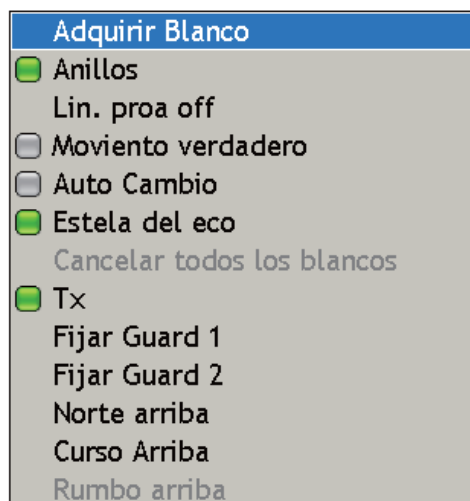 Adquirir Blanco
Anillos
Lin. proa off
Moviento verdadero
Auto Cambio
Estela del eco
Cancelar todos los blancos
Tx
Fijar Guard 1
Fijar Guard 2
Norte arriba
Curso Arriba
Rumbo arriba